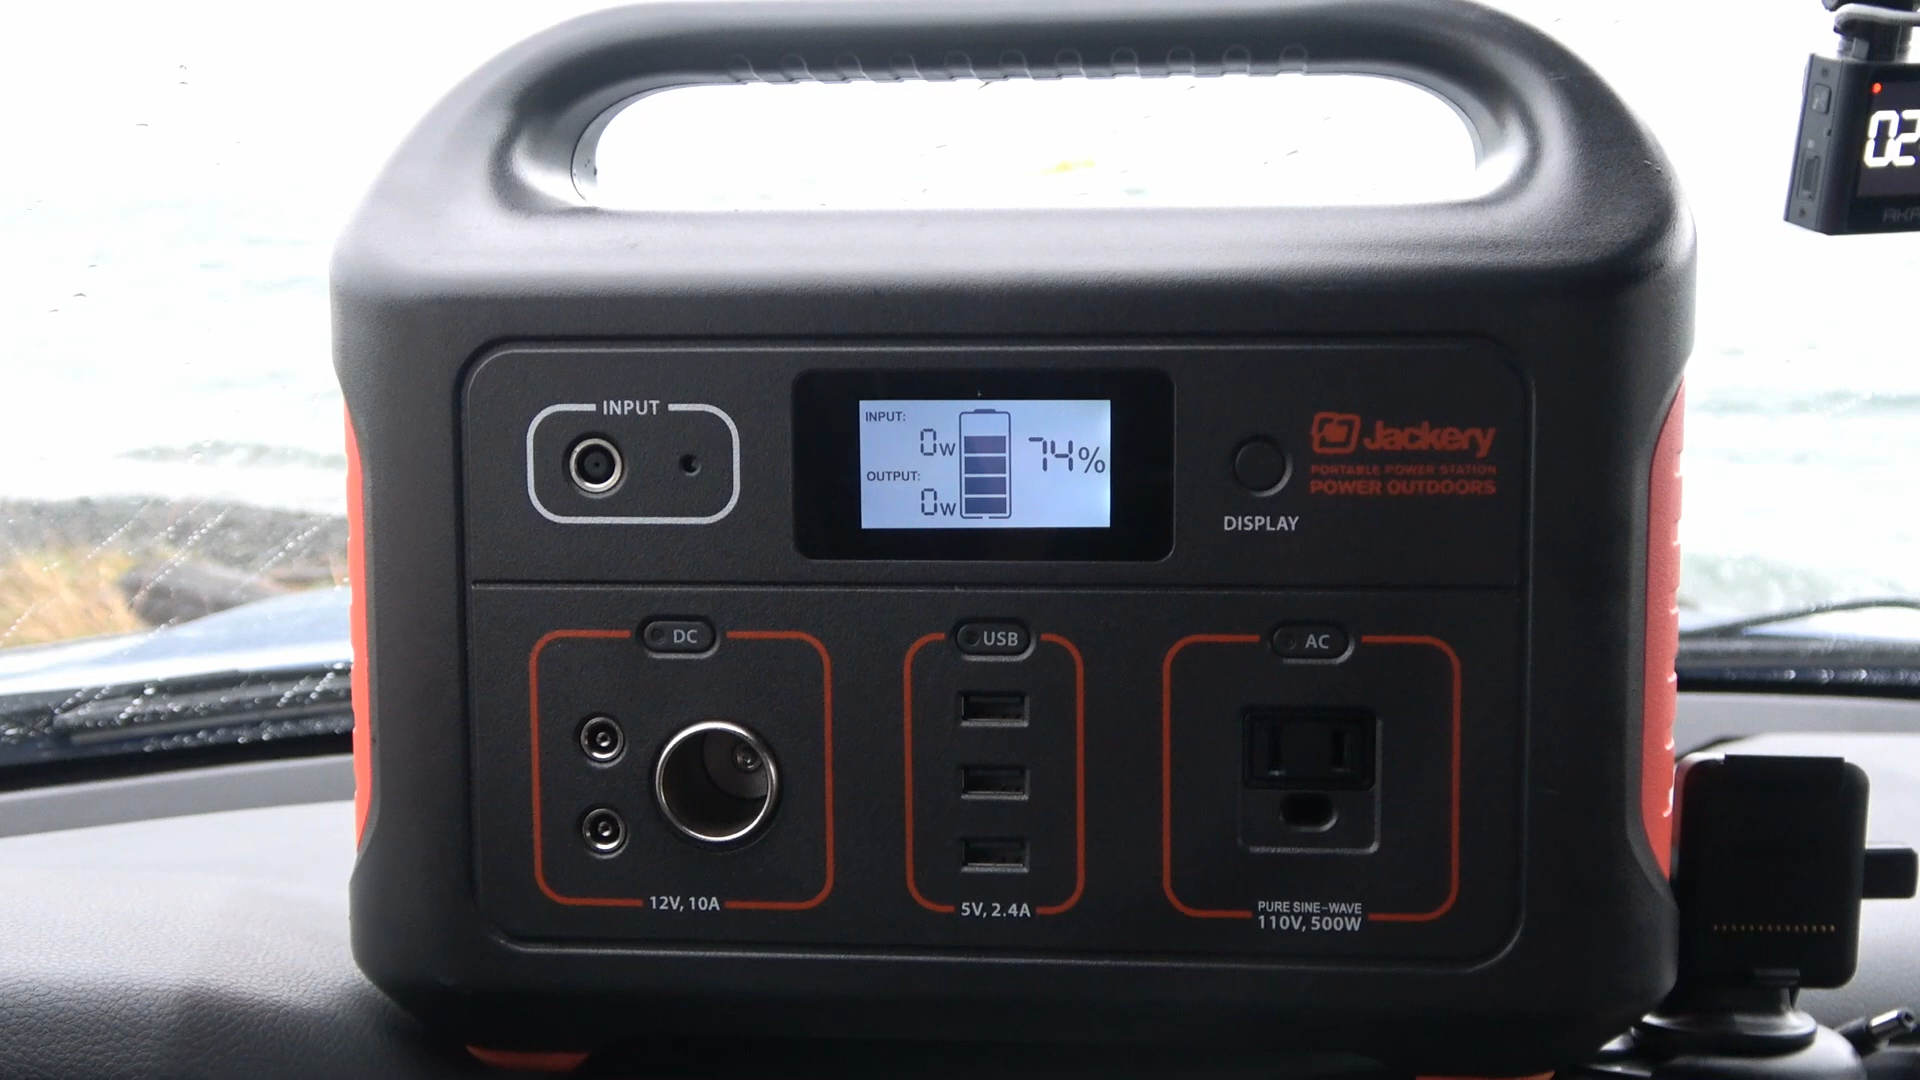 02
INPUT
INPUT:
0W
74%
OUTPUT:
0W
DISPLAY
Jackery
PORTABLE POWER STATION
POWER OUTDOORS
DC
USB
AC
12V, 10A
5V, 2.4A
PURE SINE-WAVE
110V, 500W